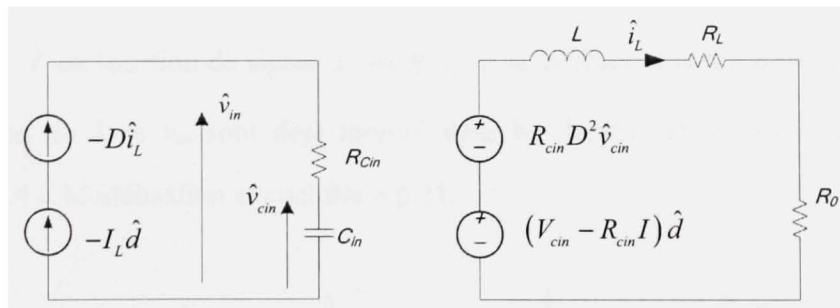 L
î_L
R_L
v̂_in
-Dî_L
R_Cin
v̂_cin
-I_L d̂
C_in
+
−
R_cin D² v̂_cin
+
−
(V_cin − R_cin I) d̂
R_0